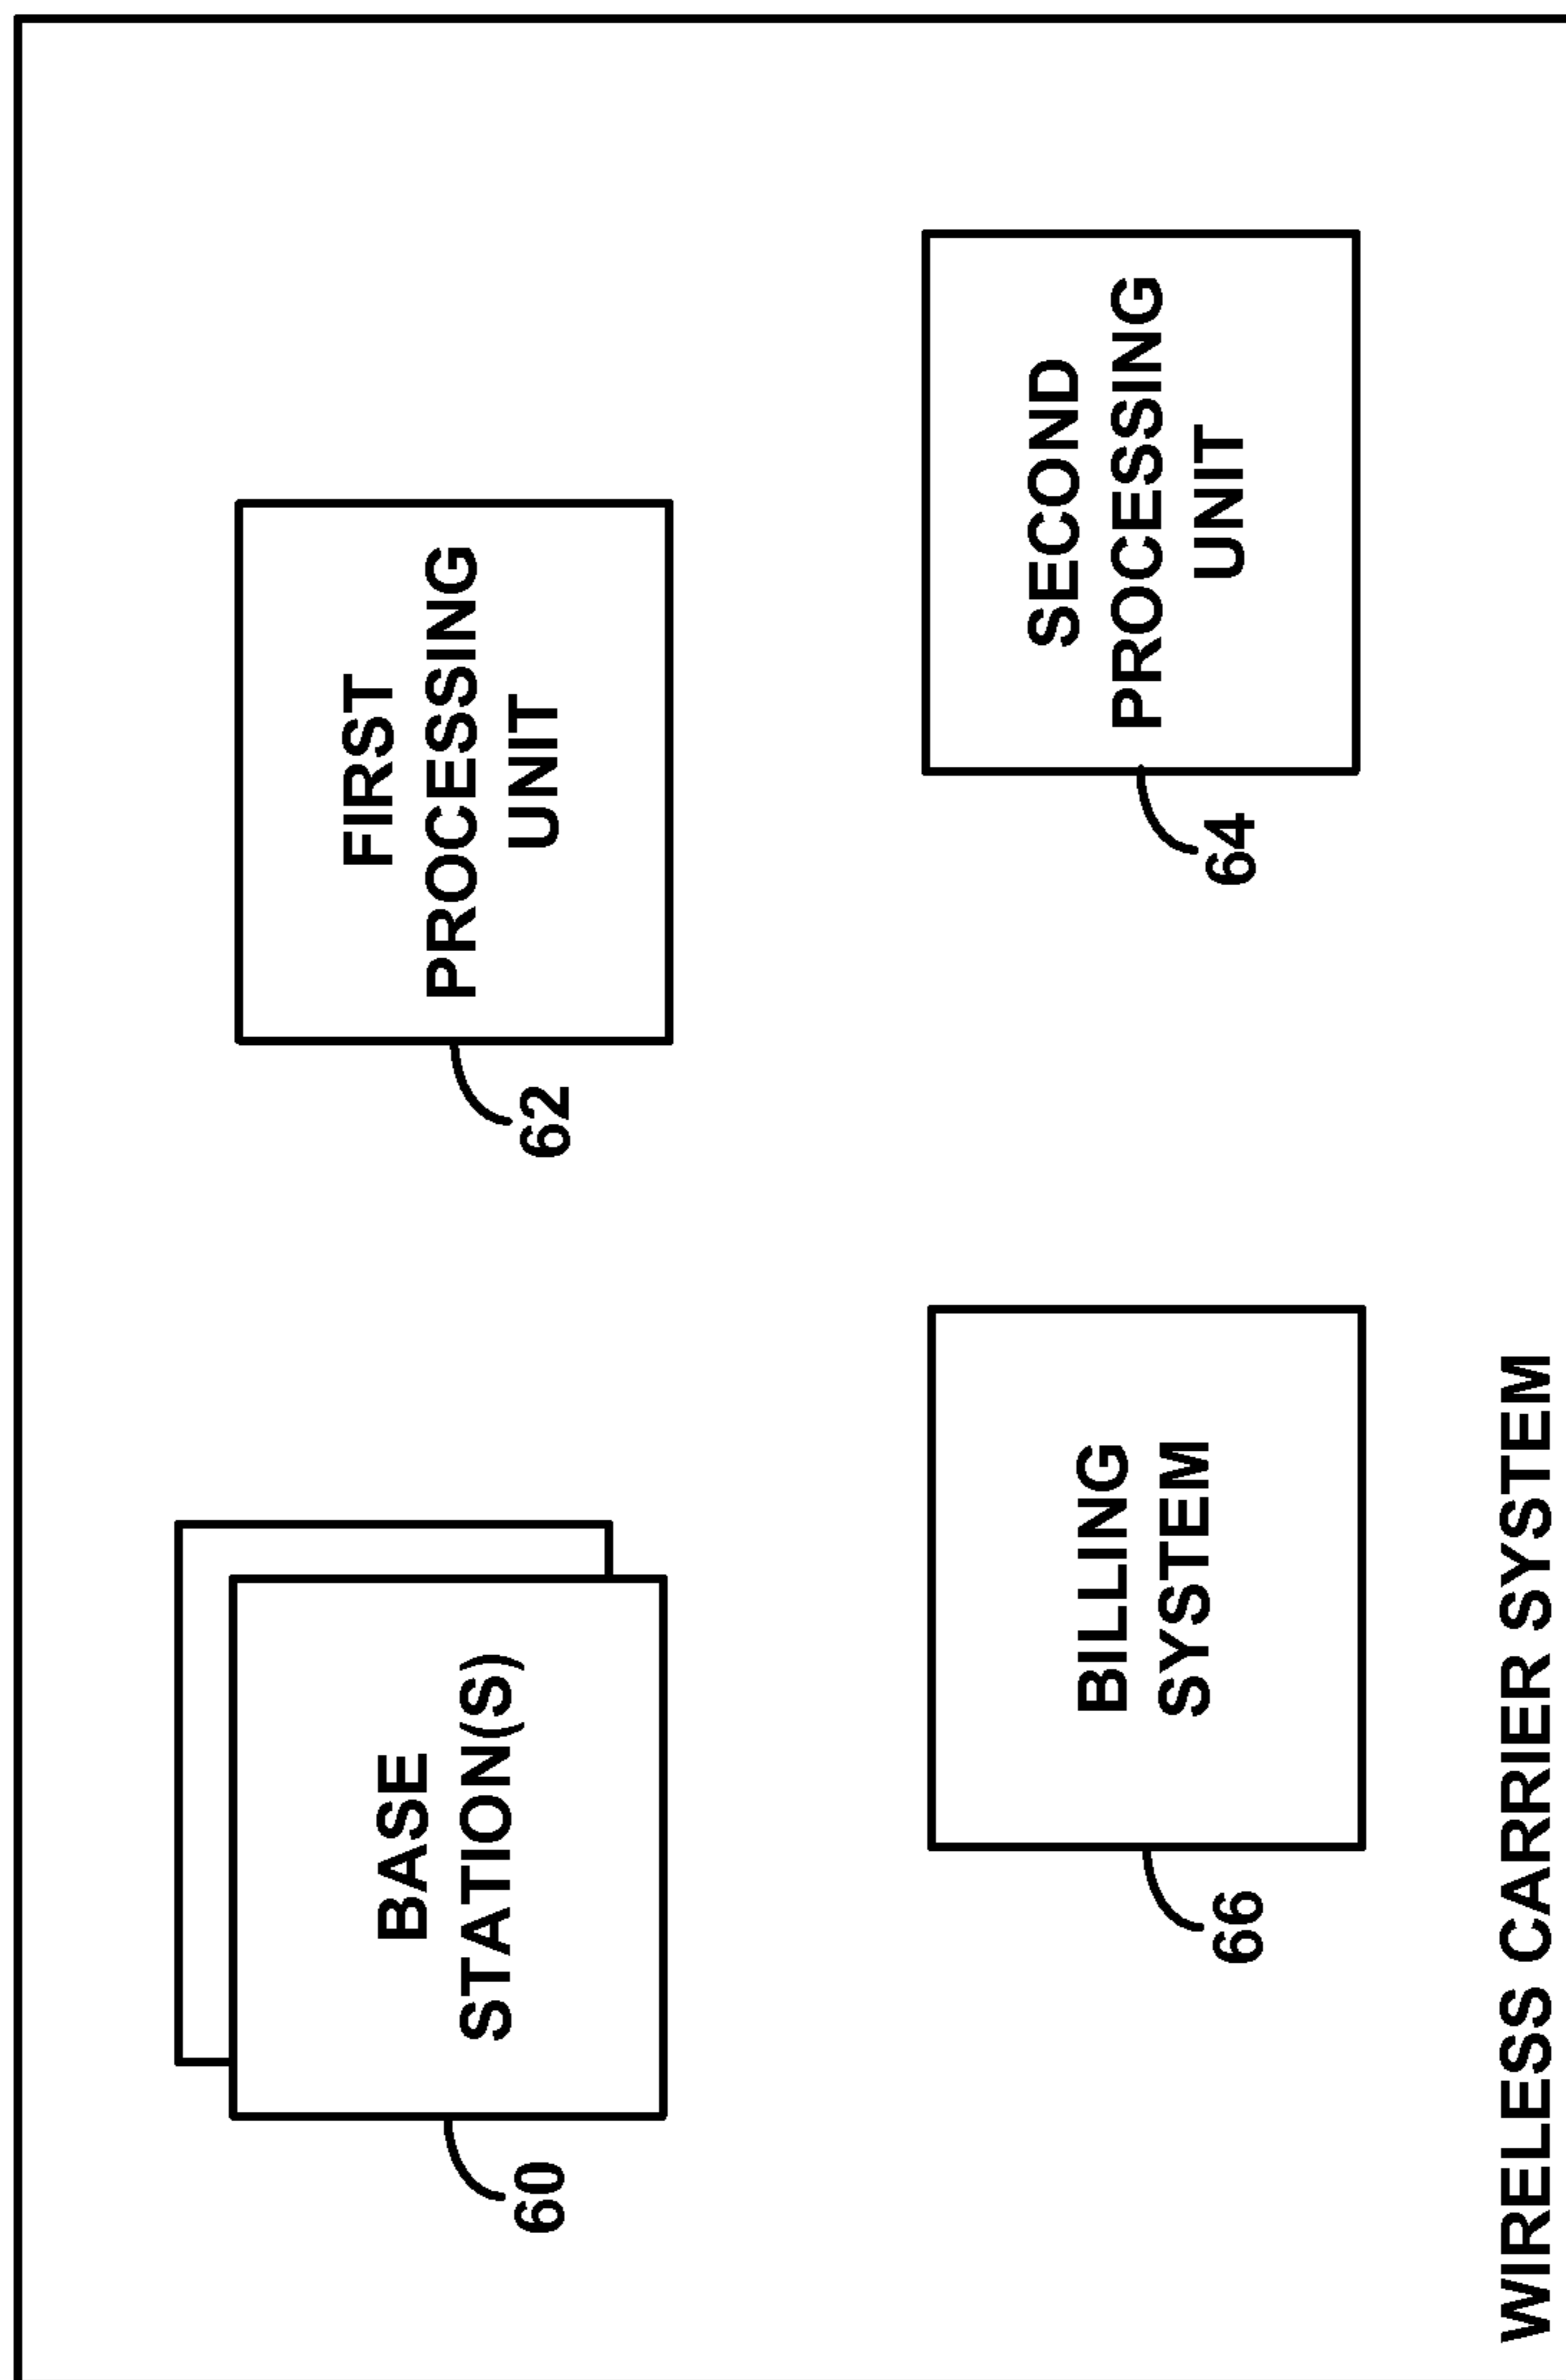 BASE
STATION(S)
60
FIRST
PROCESSING
UNIT
62
BILLING
SYSTEM
66
SECOND
PROCESSING
UNIT
64
WIRELESS CARRIER SYSTEM